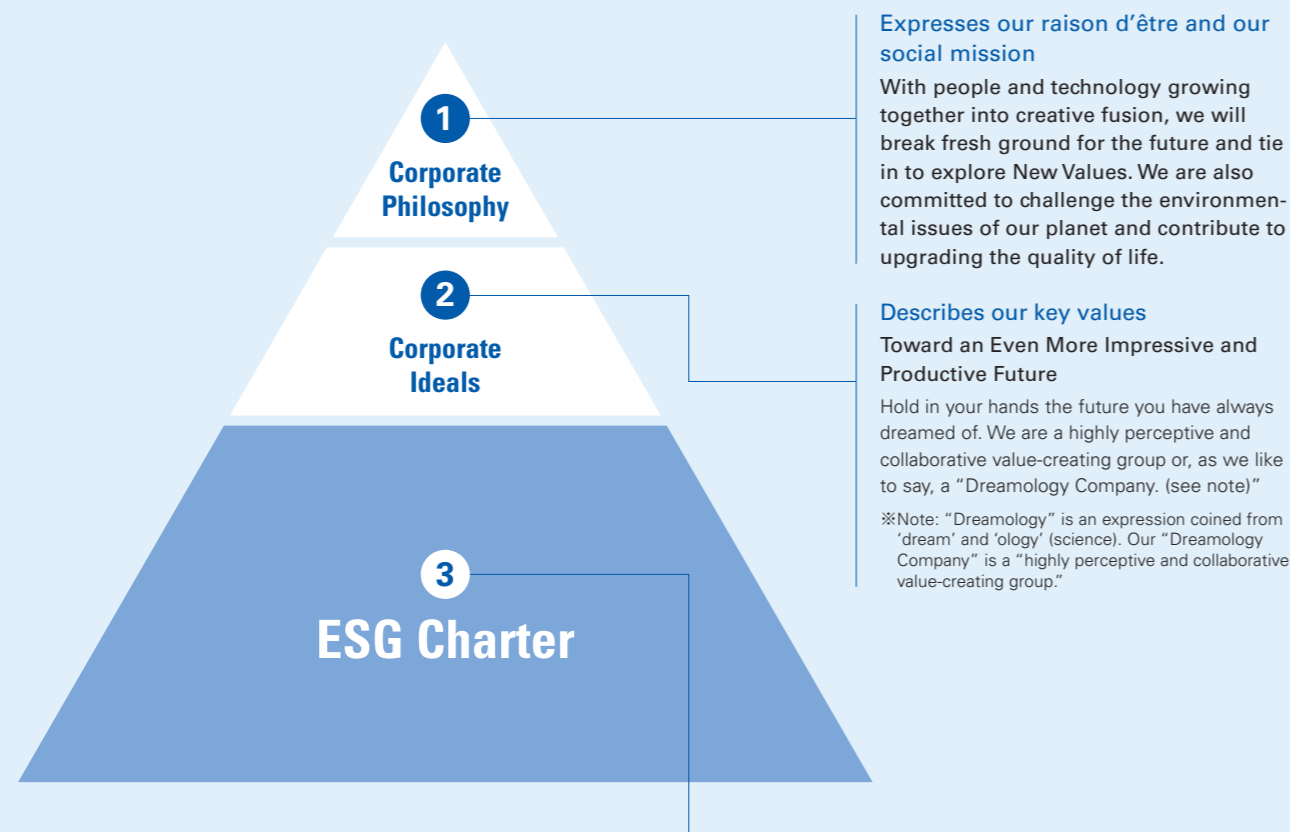 1
Corporate
Philosophy
Expresses our raison d’être and our
social mission
With people and technology growing
together into creative fusion, we will
break fresh ground for the future and tie
in to explore New Values. We are also
committed to challenge the environmen-
tal issues of our planet and contribute to
upgrading the quality of life.
2
Corporate
Ideals
Describes our key values
Toward an Even More Impressive and
Productive Future
Hold in your hands the future you have always
dreamed of. We are a highly perceptive and
collaborative value-creating group or, as we like
to say, a “Dreamology Company. (see note)”
※Note: “Dreamology” is an expression coined from
‘dream’ and ‘ology’ (science). Our “Dreamology
Company” is a “highly perceptive and collaborative
value-creating group.”
3
ESG Charter